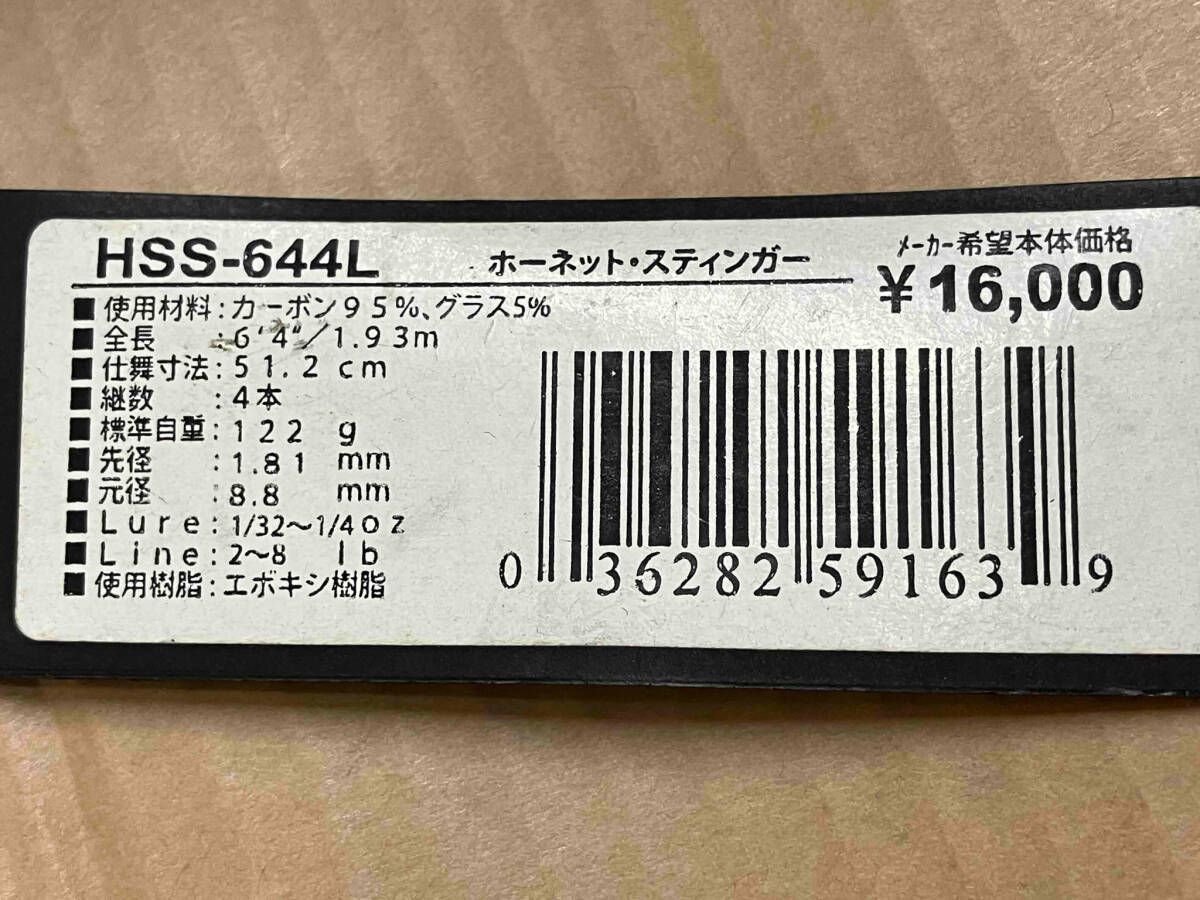 HSS-644L ホーネット・スティンガー
メーカー希望本体価格
¥16,000
■使用材料:カーボン95%、グラス5%
■全長 :6'4"/1.93m
■仕舞寸法:51.2cm
■継数 :4本
■標準自重:122 g
■先径 :1.81 mm
■元径 :8.8 mm
■Lure:1/32〜1/4oz
■Line:2〜8 lb
■使用樹脂:エポキシ樹脂
0 36282 59163 9